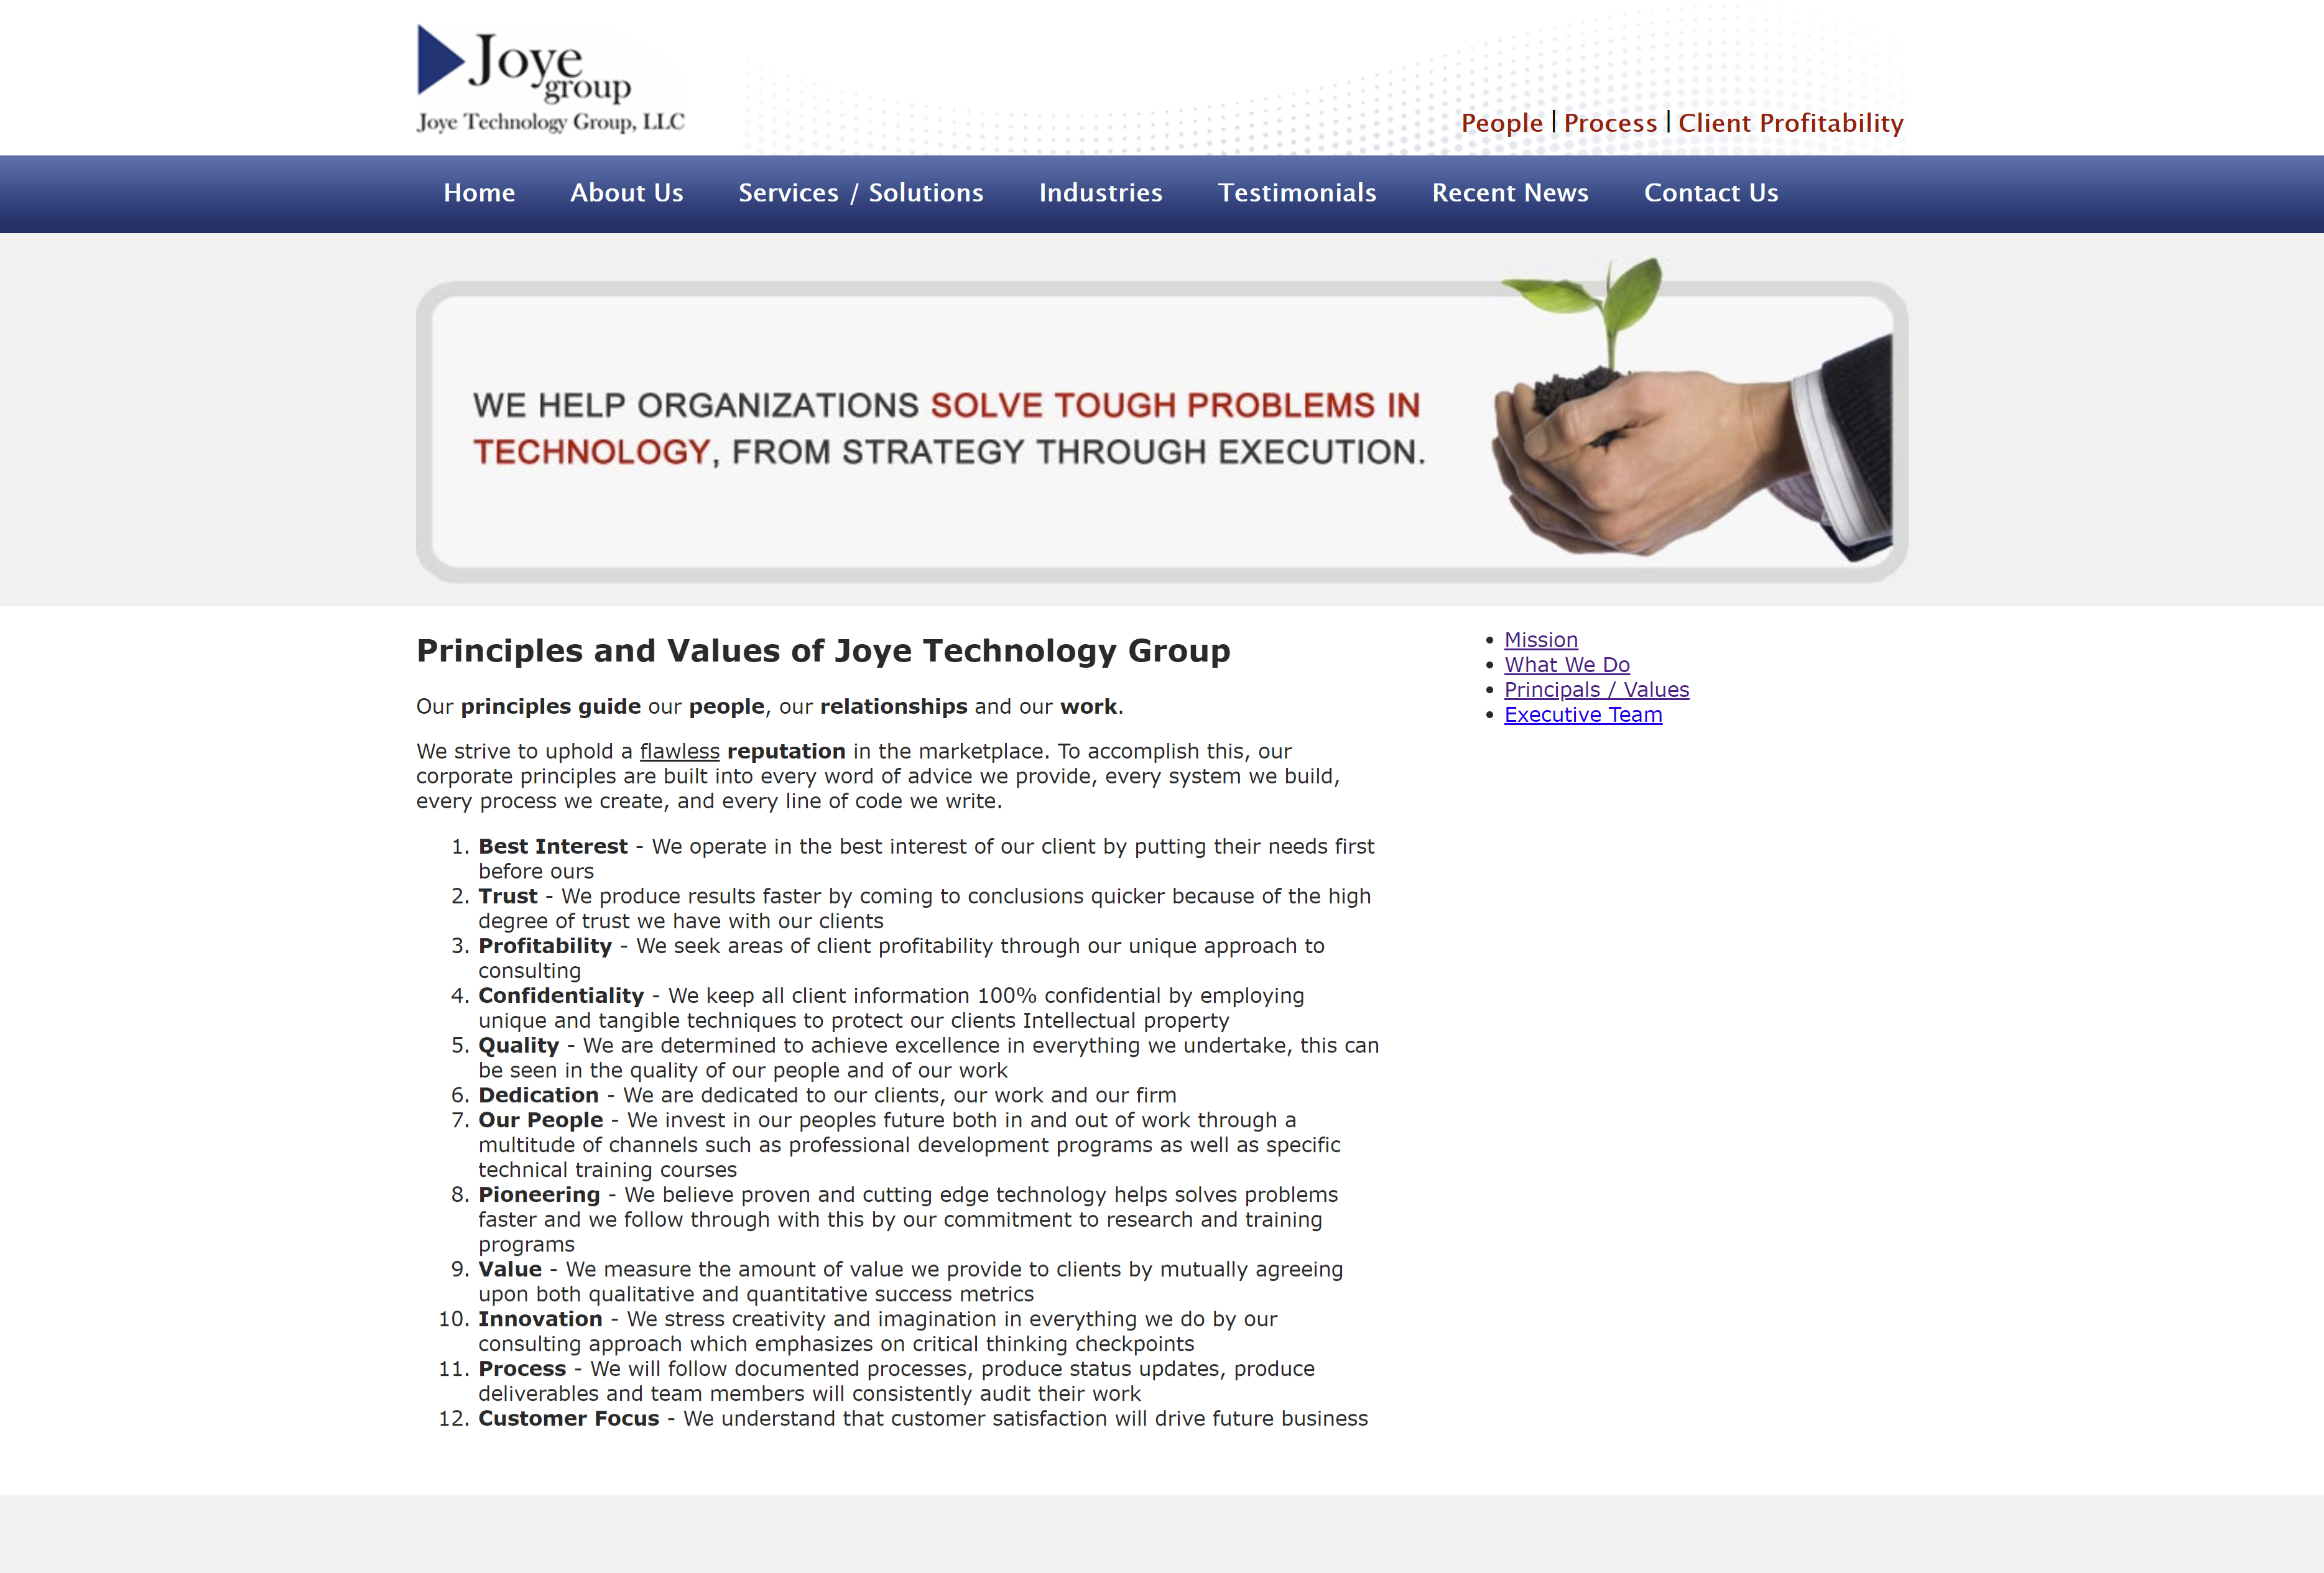 Joye
group
Joye Technology Group, LLC
People | Process | Client Profitability
Home About Us Services / Solutions Industries Testimonials Recent News Contact Us
WE HELP ORGANIZATIONS SOLVE TOUGH PROBLEMS IN
TECHNOLOGY, FROM STRATEGY THROUGH EXECUTION.
Principles and Values of Joye Technology Group
Our principles guide our people, our relationships and our work.
We strive to uphold a flawless reputation in the marketplace. To accomplish this, our
corporate principles are built into every word of advice we provide, every system we build,
every process we create, and every line of code we write.
1. Best Interest - We operate in the best interest of our client by putting their needs first
before ours
2. Trust - We produce results faster by coming to conclusions quicker because of the high
degree of trust we have with our clients
3. Profitability - We seek areas of client profitability through our unique approach to
consulting
4. Confidentiality - We keep all client information 100% confidential by employing
unique and tangible techniques to protect our clients Intellectual property
5. Quality - We are determined to achieve excellence in everything we undertake, this can
be seen in the quality of our people and of our work
6. Dedication - We are dedicated to our clients, our work and our firm
7. Our People - We invest in our peoples future both in and out of work through a
multitude of channels such as professional development programs as well as specific
technical training courses
8. Pioneering - We believe proven and cutting edge technology helps solves problems
faster and we follow through with this by our commitment to research and training
programs
9. Value - We measure the amount of value we provide to clients by mutually agreeing
upon both qualitative and quantitative success metrics
10. Innovation - We stress creativity and imagination in everything we do by our
consulting approach which emphasizes on critical thinking checkpoints
11. Process - We will follow documented processes, produce status updates, produce
deliverables and team members will consistently audit their work
12. Customer Focus - We understand that customer satisfaction will drive future business
• Mission
• What We Do
• Principals / Values
• Executive Team